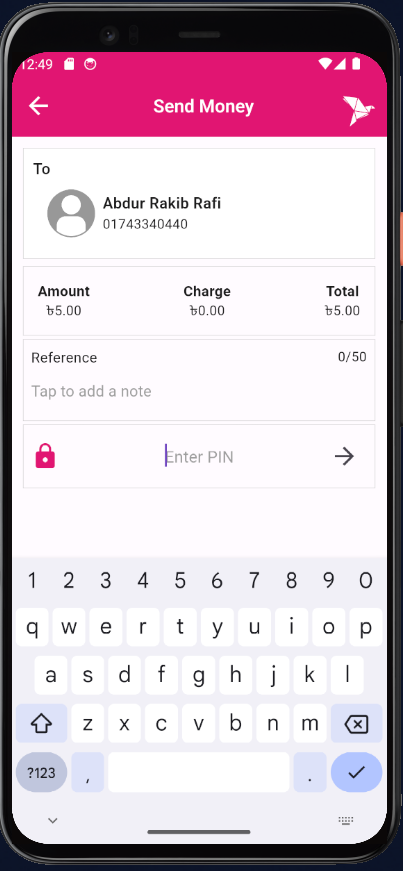 12:49
Send Money
To
Abdur Rakib Rafi
01743340440
Amount Charge Total
৳5.00 ৳0.00 ৳5.00
Reference 0/50
Tap to add a note
Enter PIN
1 2 3 4 5 6 7 8 9 0
q w e r t y u i o p
a s d f g h j k l
z x c v b n m
?123 , .